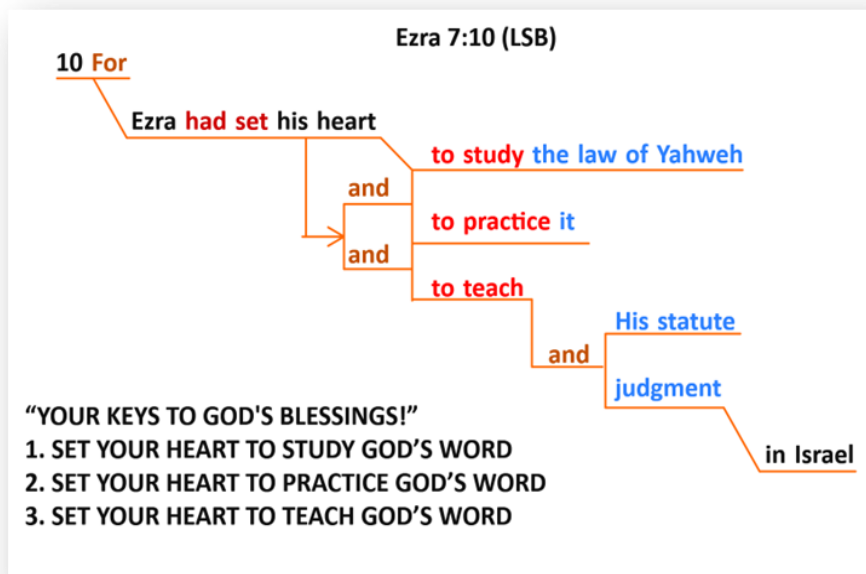 Ezra 7:10 (LSB)
10 For
Ezra had set his heart
to study the law of Yahweh
and
to practice it
and
to teach
His statute
and
judgment
in Israel
“YOUR KEYS TO GOD'S BLESSINGS!”
1. SET YOUR HEART TO STUDY GOD’S WORD
2. SET YOUR HEART TO PRACTICE GOD’S WORD
3. SET YOUR HEART TO TEACH GOD’S WORD